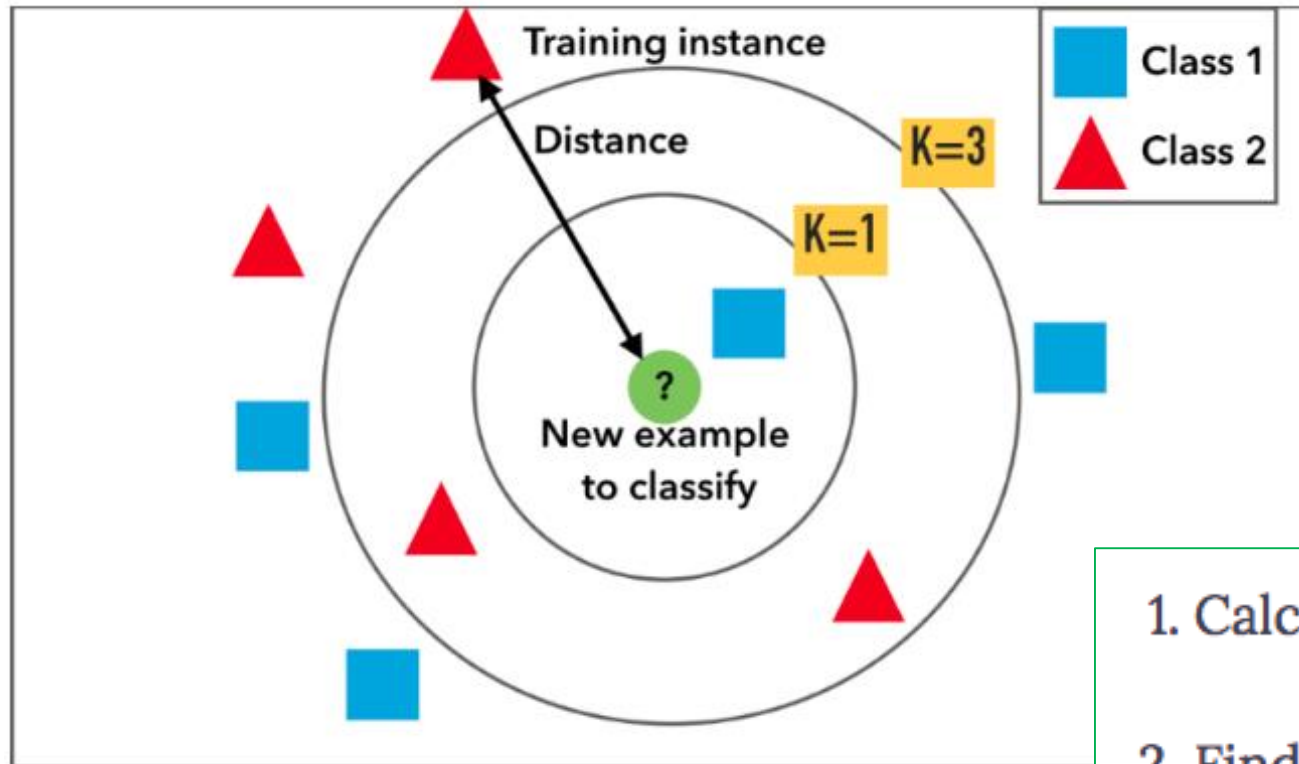 Training instance
Class 1
Distance
K=3
Class 2
K=1
?
New example
to classify
1. Calc
2. Find